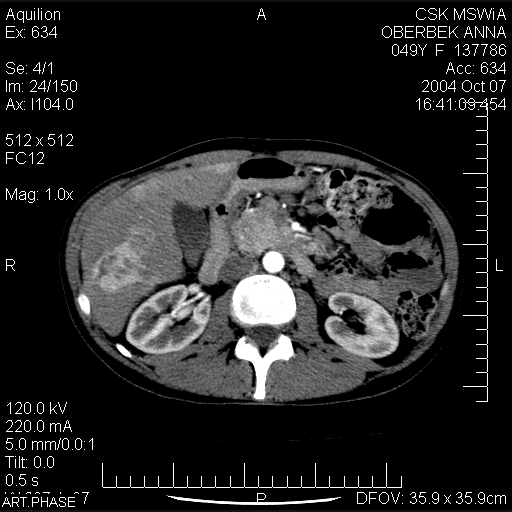 Aquilion
Ex: 634
Se: 4/1
Im: 24/150
Ax: I104.0
512 x 512
FC12
Mag: 1.0x
A
CSK MSWiA
OBERBEK ANNA
049Y F 137786
Acc: 634
2004 Oct 07
16:41:09.454
R
L
120.0 kV
220.0 mA
5.0 mm/0.0:1
Tilt: 0.0
0.5 s
ART.PHASE
P
DFOV: 35.9 x 35.9cm